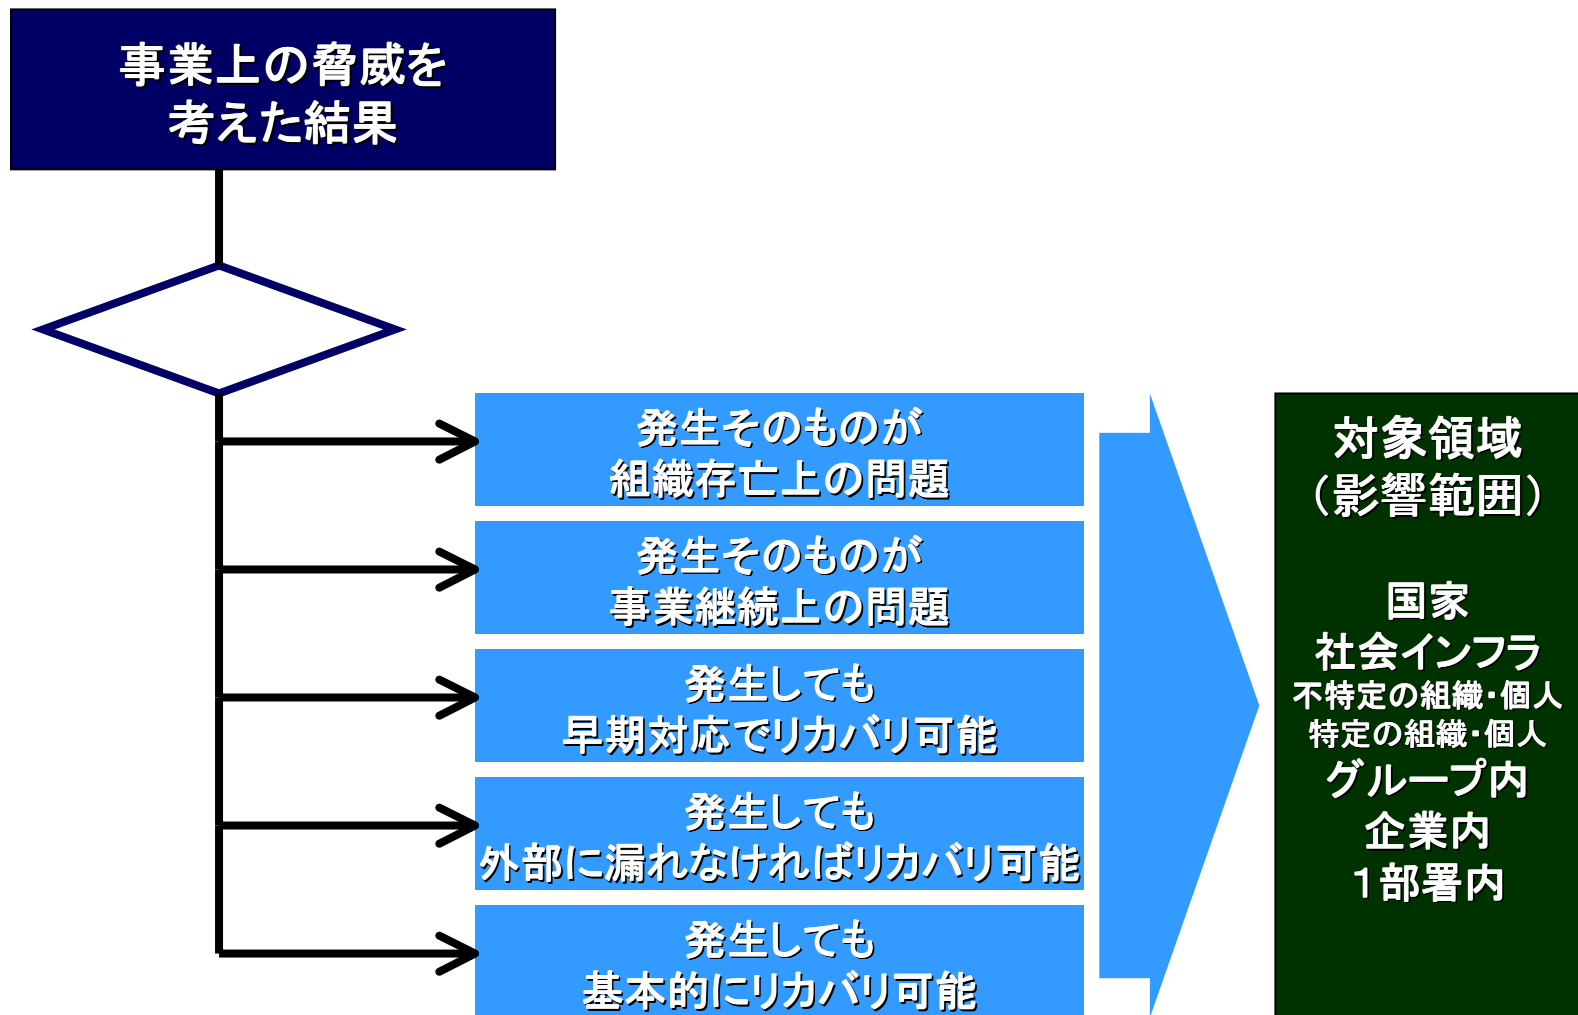 事業上の脅威を
考えた結果
発生そのものが
組織存亡上の問題
発生そのものが
事業継続上の問題
発生しても
早期対応でリカバリ可能
発生しても
外部に漏れなければリカバリ可能
発生しても
基本的にリカバリ可能
対象領域
（影響範囲）
国家
社会インフラ
不特定の組織・個人
特定の組織・個人
グループ内
企業内
１部署内